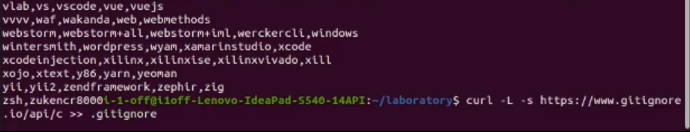 vlab,vs,vscode,vue,vuejs
vvvv,waf,wakanda,web,webmethods
webstorm,webstorm+all,webstorm+iml,werckercli,windows
wintersmith,wordpress,wyam,xamarinstudio,xcode
xcodeinjection,xilinx,xilinxise,xilinxvivado,xill
xojo,xtext,y86,yarn,yeoman
yii,yii2,zendframework,zephir,zig
zsh,zukencr8000i-1-off@i1off-Lenovo-IdeaPad-S540-14API:~/laboratory$ curl -L -s https://www.gitignore
.io/api/c >> .gitignore